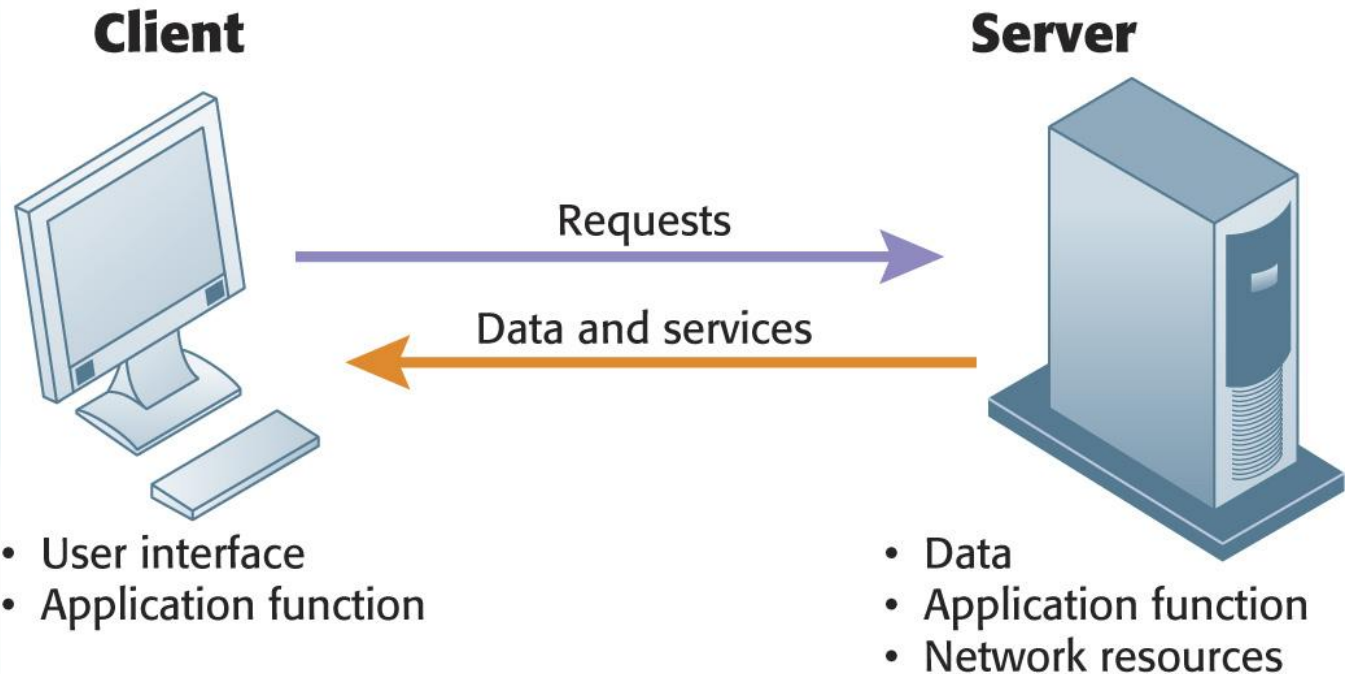 Client
Server
Requests
Data and services
• User interface
• Application function
• Data
• Application function
• Network resources